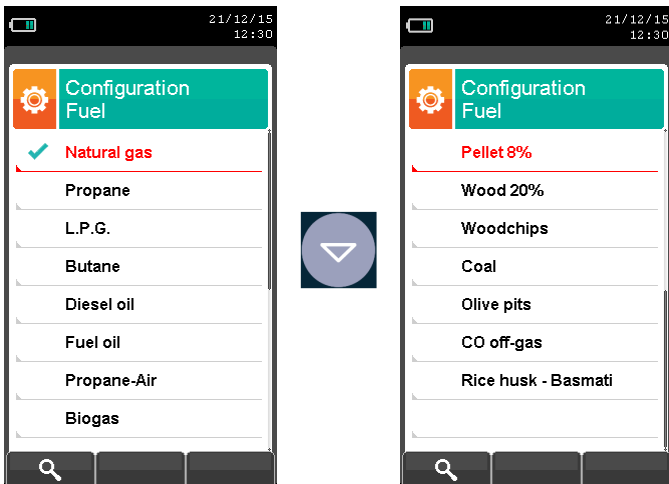 21/12/15
12:30
Configuration
Fuel
Natural gas
Propane
L.P.G.
Butane
Diesel oil
Fuel oil
Propane-Air
Biogas
21/12/15
12:30
Configuration
Fuel
Pellet 8%
Wood 20%
Woodchips
Coal
Olive pits
CO off-gas
Rice husk - Basmati